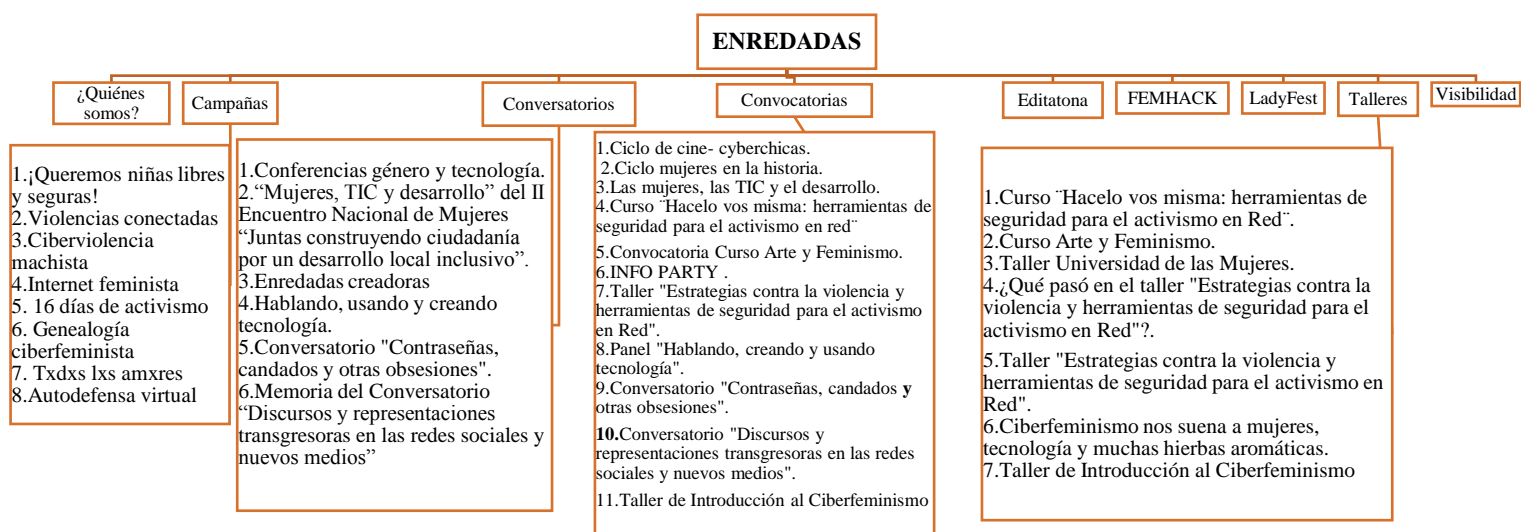 ENREDADAS
¿Quiénes
somos?
Campañas
Conversatorios
Convocatorias
Editatona
FEMHACK
LadyFest
Talleres
Visibilidad
1.¡Queremos niñas libres
y seguras!
2.Violencias conectadas
3.Ciberviolencia
machista
4.Internet feminista
5. 16 días de activismo
6. Genealogía
ciberfeminista
7. Txdxs lxs amxres
8.Autodefensa virtual
1.Conferencias género y tecnología.
2.“Mujeres, TIC y desarrollo” del II
Encuentro Nacional de Mujeres
“Juntas construyendo ciudadanía
por un desarrollo local inclusivo”.
3.Enredadas creadoras
4.Hablando, usando y creando
tecnología.
5.Conversatorio "Contraseñas,
candados y otras obsesiones".
6.Memoria del Conversatorio
“Discursos y representaciones
transgresoras en las redes sociales y
nuevos medios”
1.Ciclo de cine- cyberchicas.
2.Ciclo mujeres en la historia.
3.Las mujeres, las TIC y el desarrollo.
4.Curso ¨Hacelo vos misma: herramientas de
seguridad para el activismo en red¨
5.Convocatoria Curso Arte y Feminismo.
6.INFO PARTY .
7.Taller "Estrategias contra la violencia y
herramientas de seguridad para el activismo
en Red".
8.Panel "Hablando, creando y usando
tecnología".
9.Conversatorio "Contraseñas, candados y
otras obsesiones".
10.Conversatorio "Discursos y
representaciones transgresoras en las redes
sociales y nuevos medios".
11.Taller de Introducción al Ciberfeminismo
1.Curso ¨Hacelo vos misma: herramientas de
seguridad para el activismo en Red¨.
2.Curso Arte y Feminismo.
3.Taller Universidad de las Mujeres.
4.¿Qué pasó en el taller "Estrategias contra la
violencia y herramientas de seguridad para el
activismo en Red"?.
5.Taller "Estrategias contra la violencia y
herramientas de seguridad para el activismo en
Red".
6.Ciberfeminismo nos suena a mujeres,
tecnología y muchas hierbas aromáticas.
7.Taller de Introducción al Ciberfeminismo